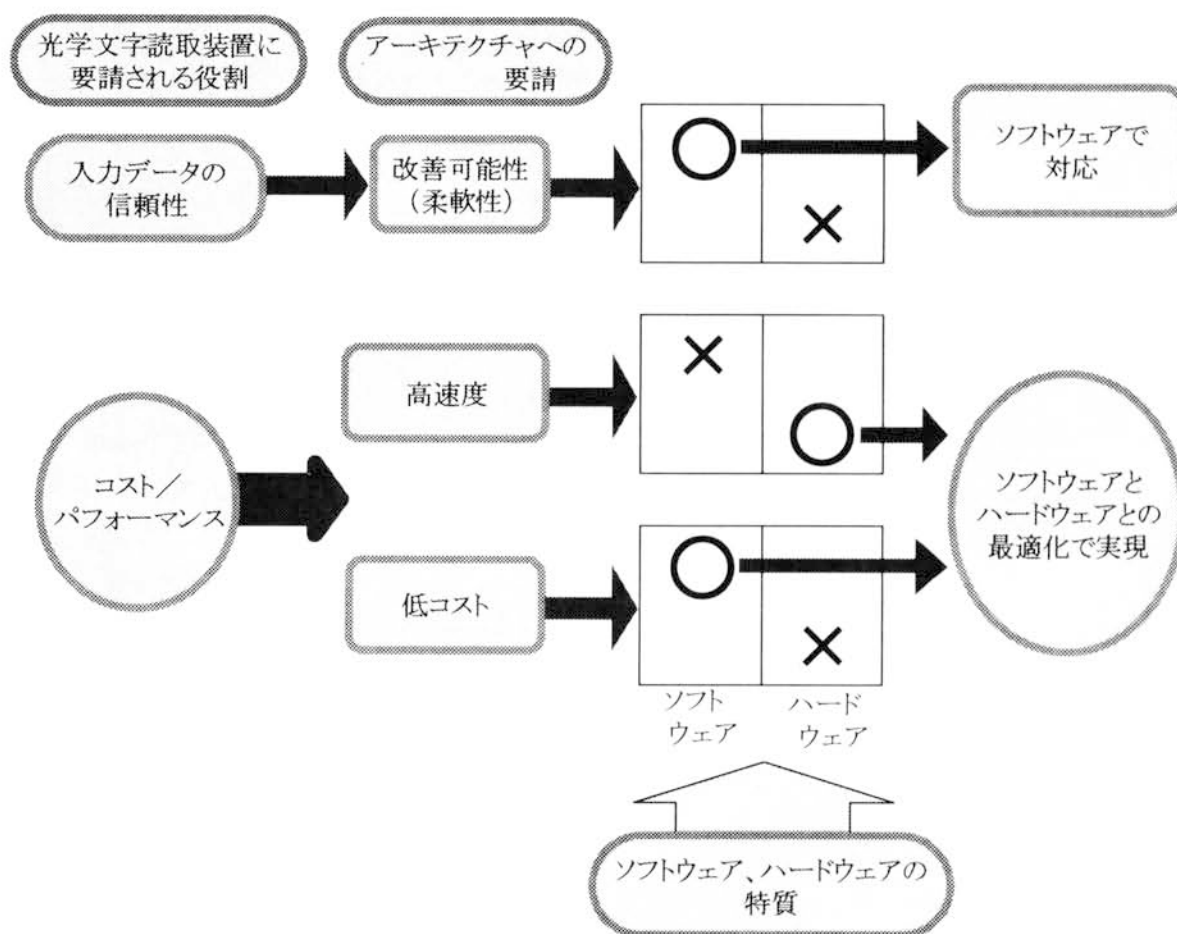 光学文字読取装置に
要請される役割
アーキテクチャへの
要請
入力データの
信頼性
改善可能性
（柔軟性）
ソフトウェアで
対応
高速度
コスト／
パフォーマンス
ソフトウェアと
ハードウェアとの
最適化で実現
低コスト
ソフト
ウェア
ハード
ウェア
ソフトウェア、ハードウェアの
特質